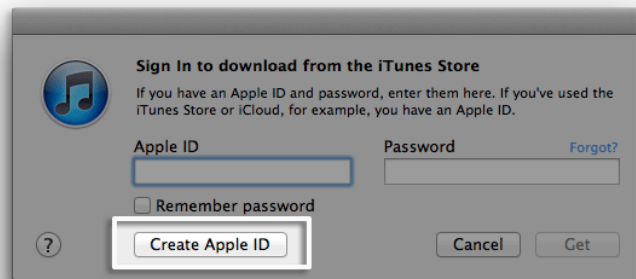 Sign In to download from the iTunes Store
If you have an Apple ID and password, enter them here. If you've used the
iTunes Store or iCloud, for example, you have an Apple ID.
Apple ID Password Forgot?
Remember password
? Create Apple ID Cancel Get